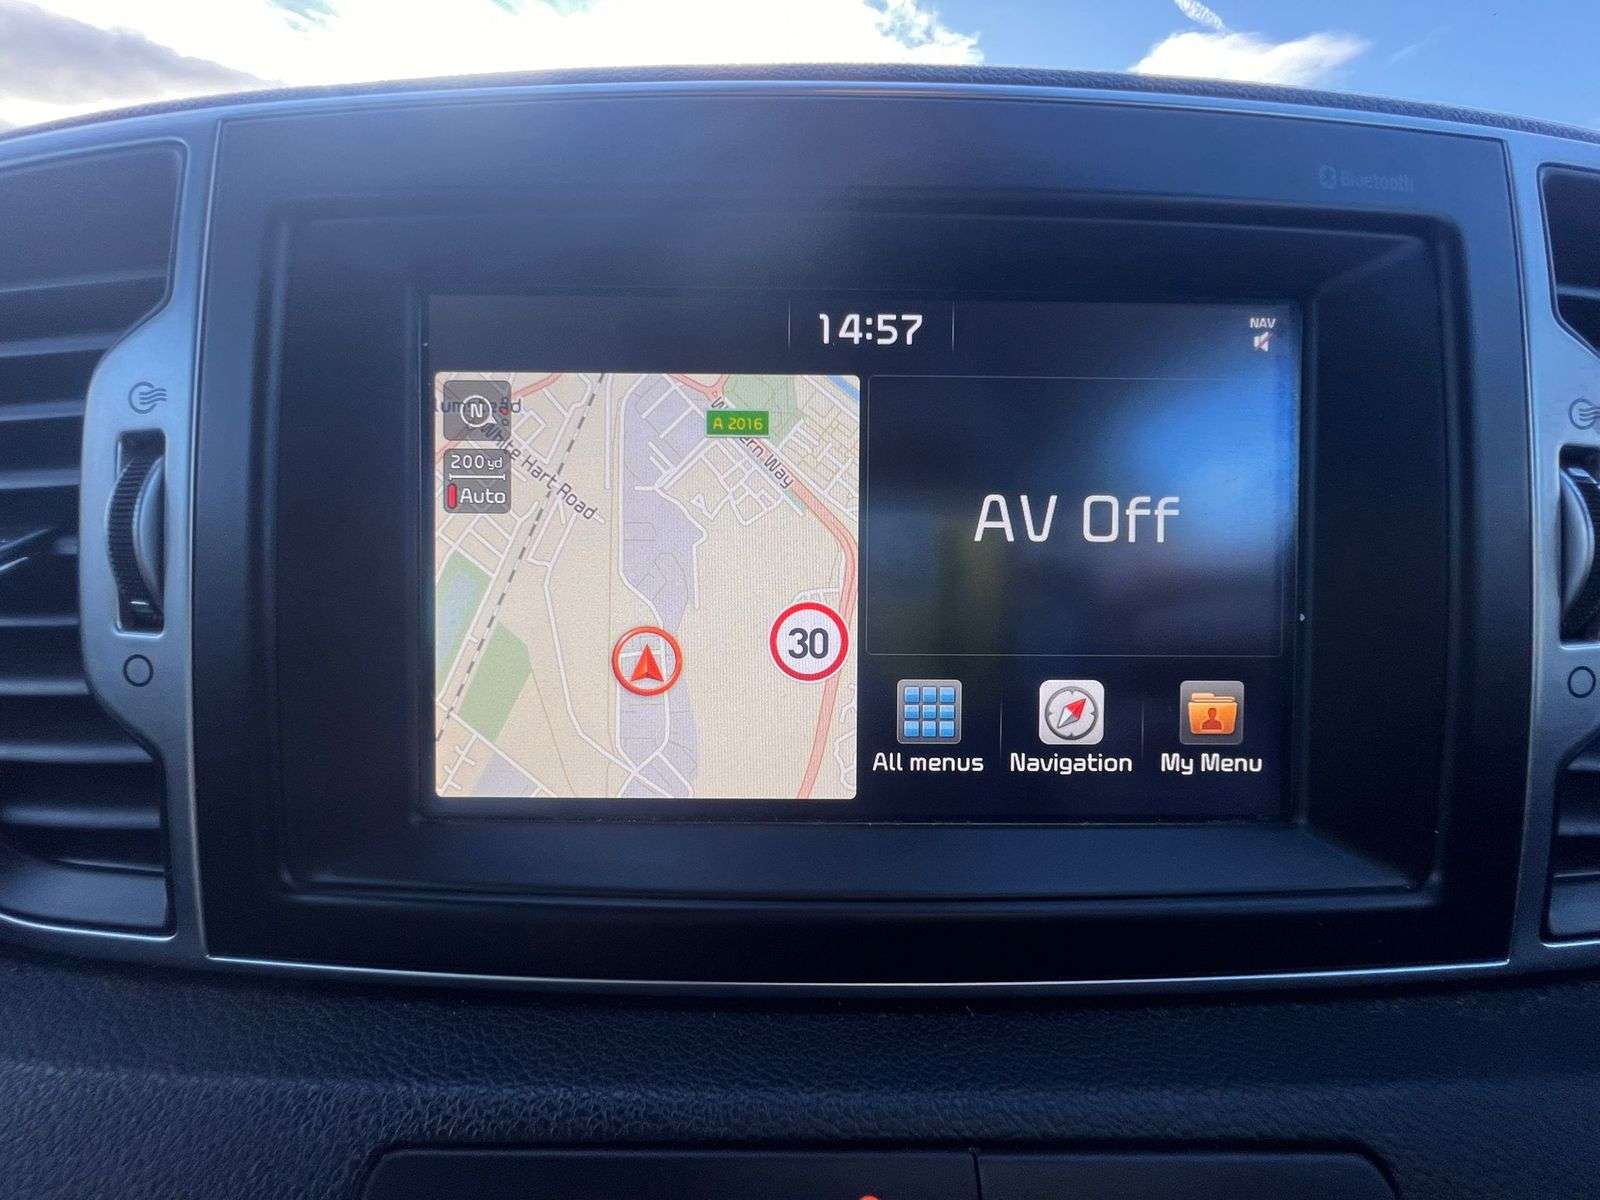 Bluetooth
14:57
NAV
N
200yd
Auto
White Hart Road
A 2016
30
AV Off
All menus
Navigation
My Menu